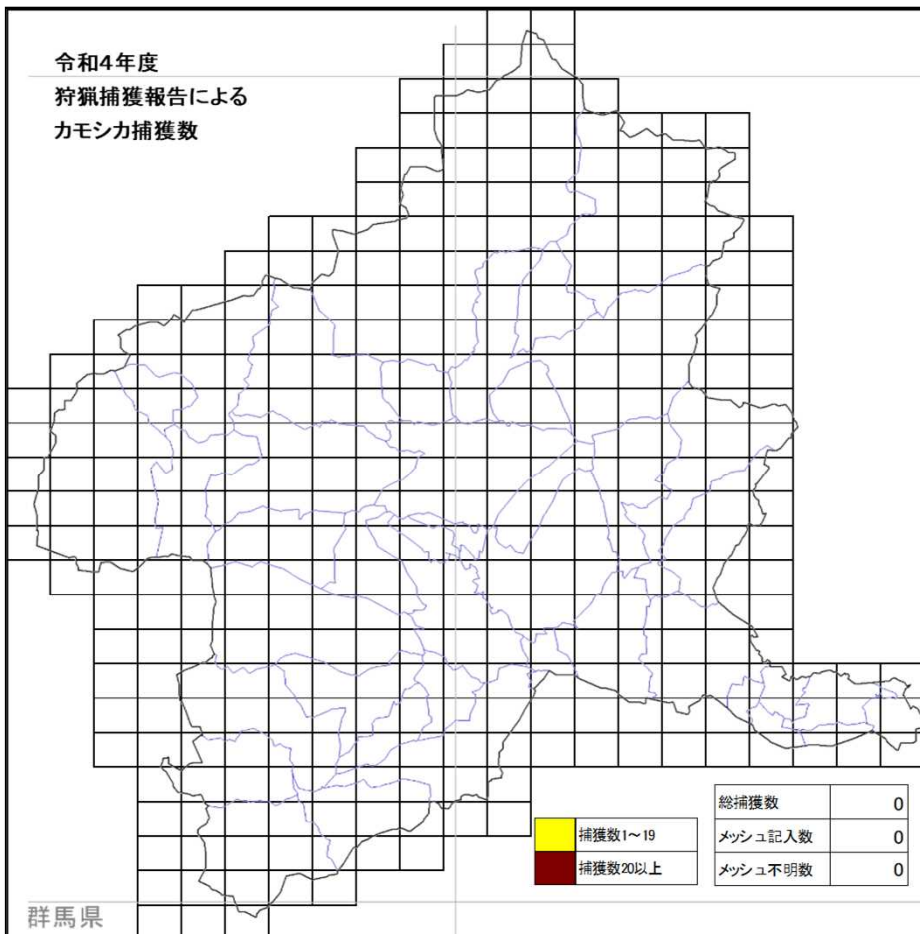 令和4年度
狩猟捕獲報告による
カモシカ捕獲数
捕獲数1～19
捕獲数20以上
総捕獲数 0
メッシュ記入数 0
メッシュ不明数 0
群馬県